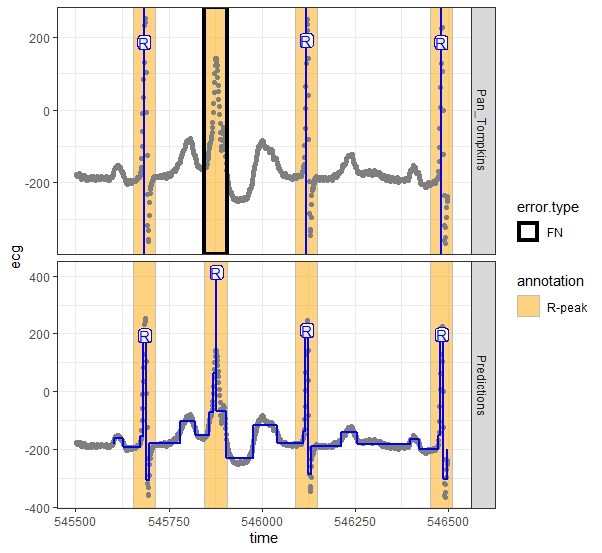 200
0
-200
R
R
R
Pan_Tompkins
ecg
error.type
FN
annotation
R-peak
400
200
0
-200
-400
R
R
R
R
Predictions
545500
545750
546000
546250
546500
time